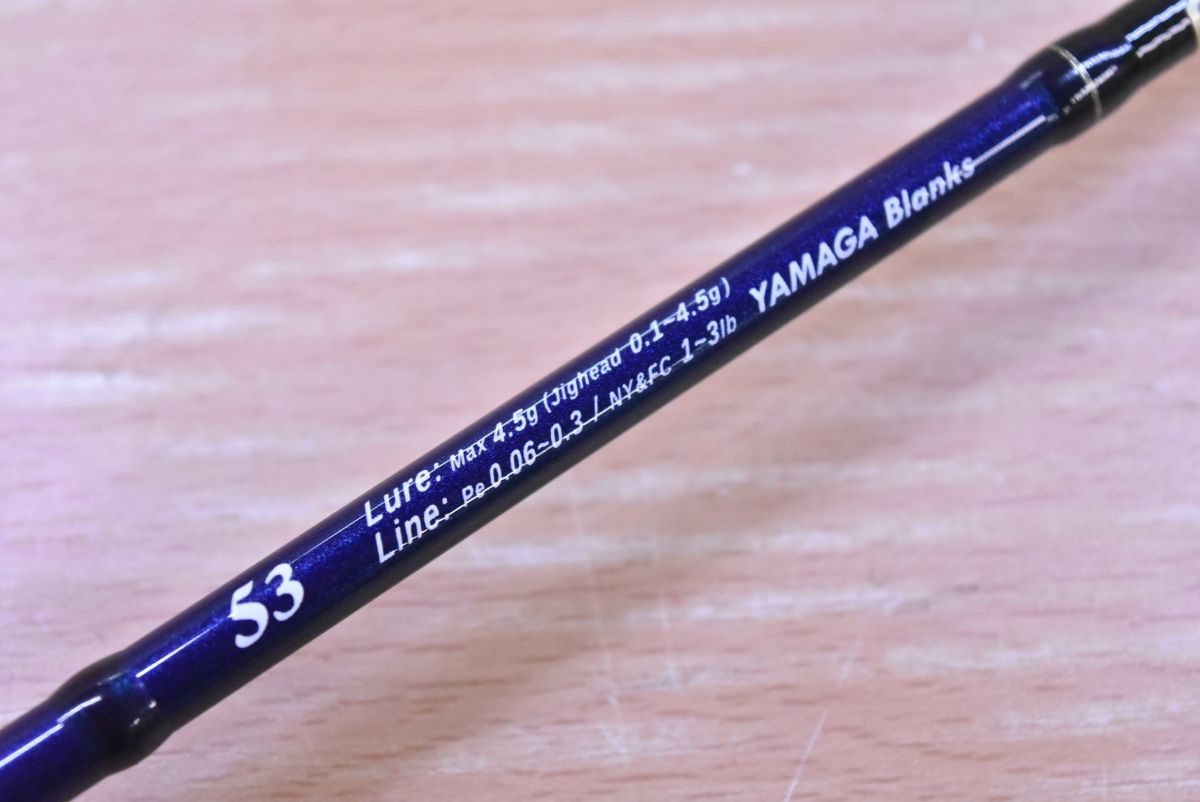 53
Lure: Max 4.5g (Jighead 0.1~4.5g)
Line: Pe 0.06~0.3 / NY&FC 1~3lb
YAMAGA Blanks